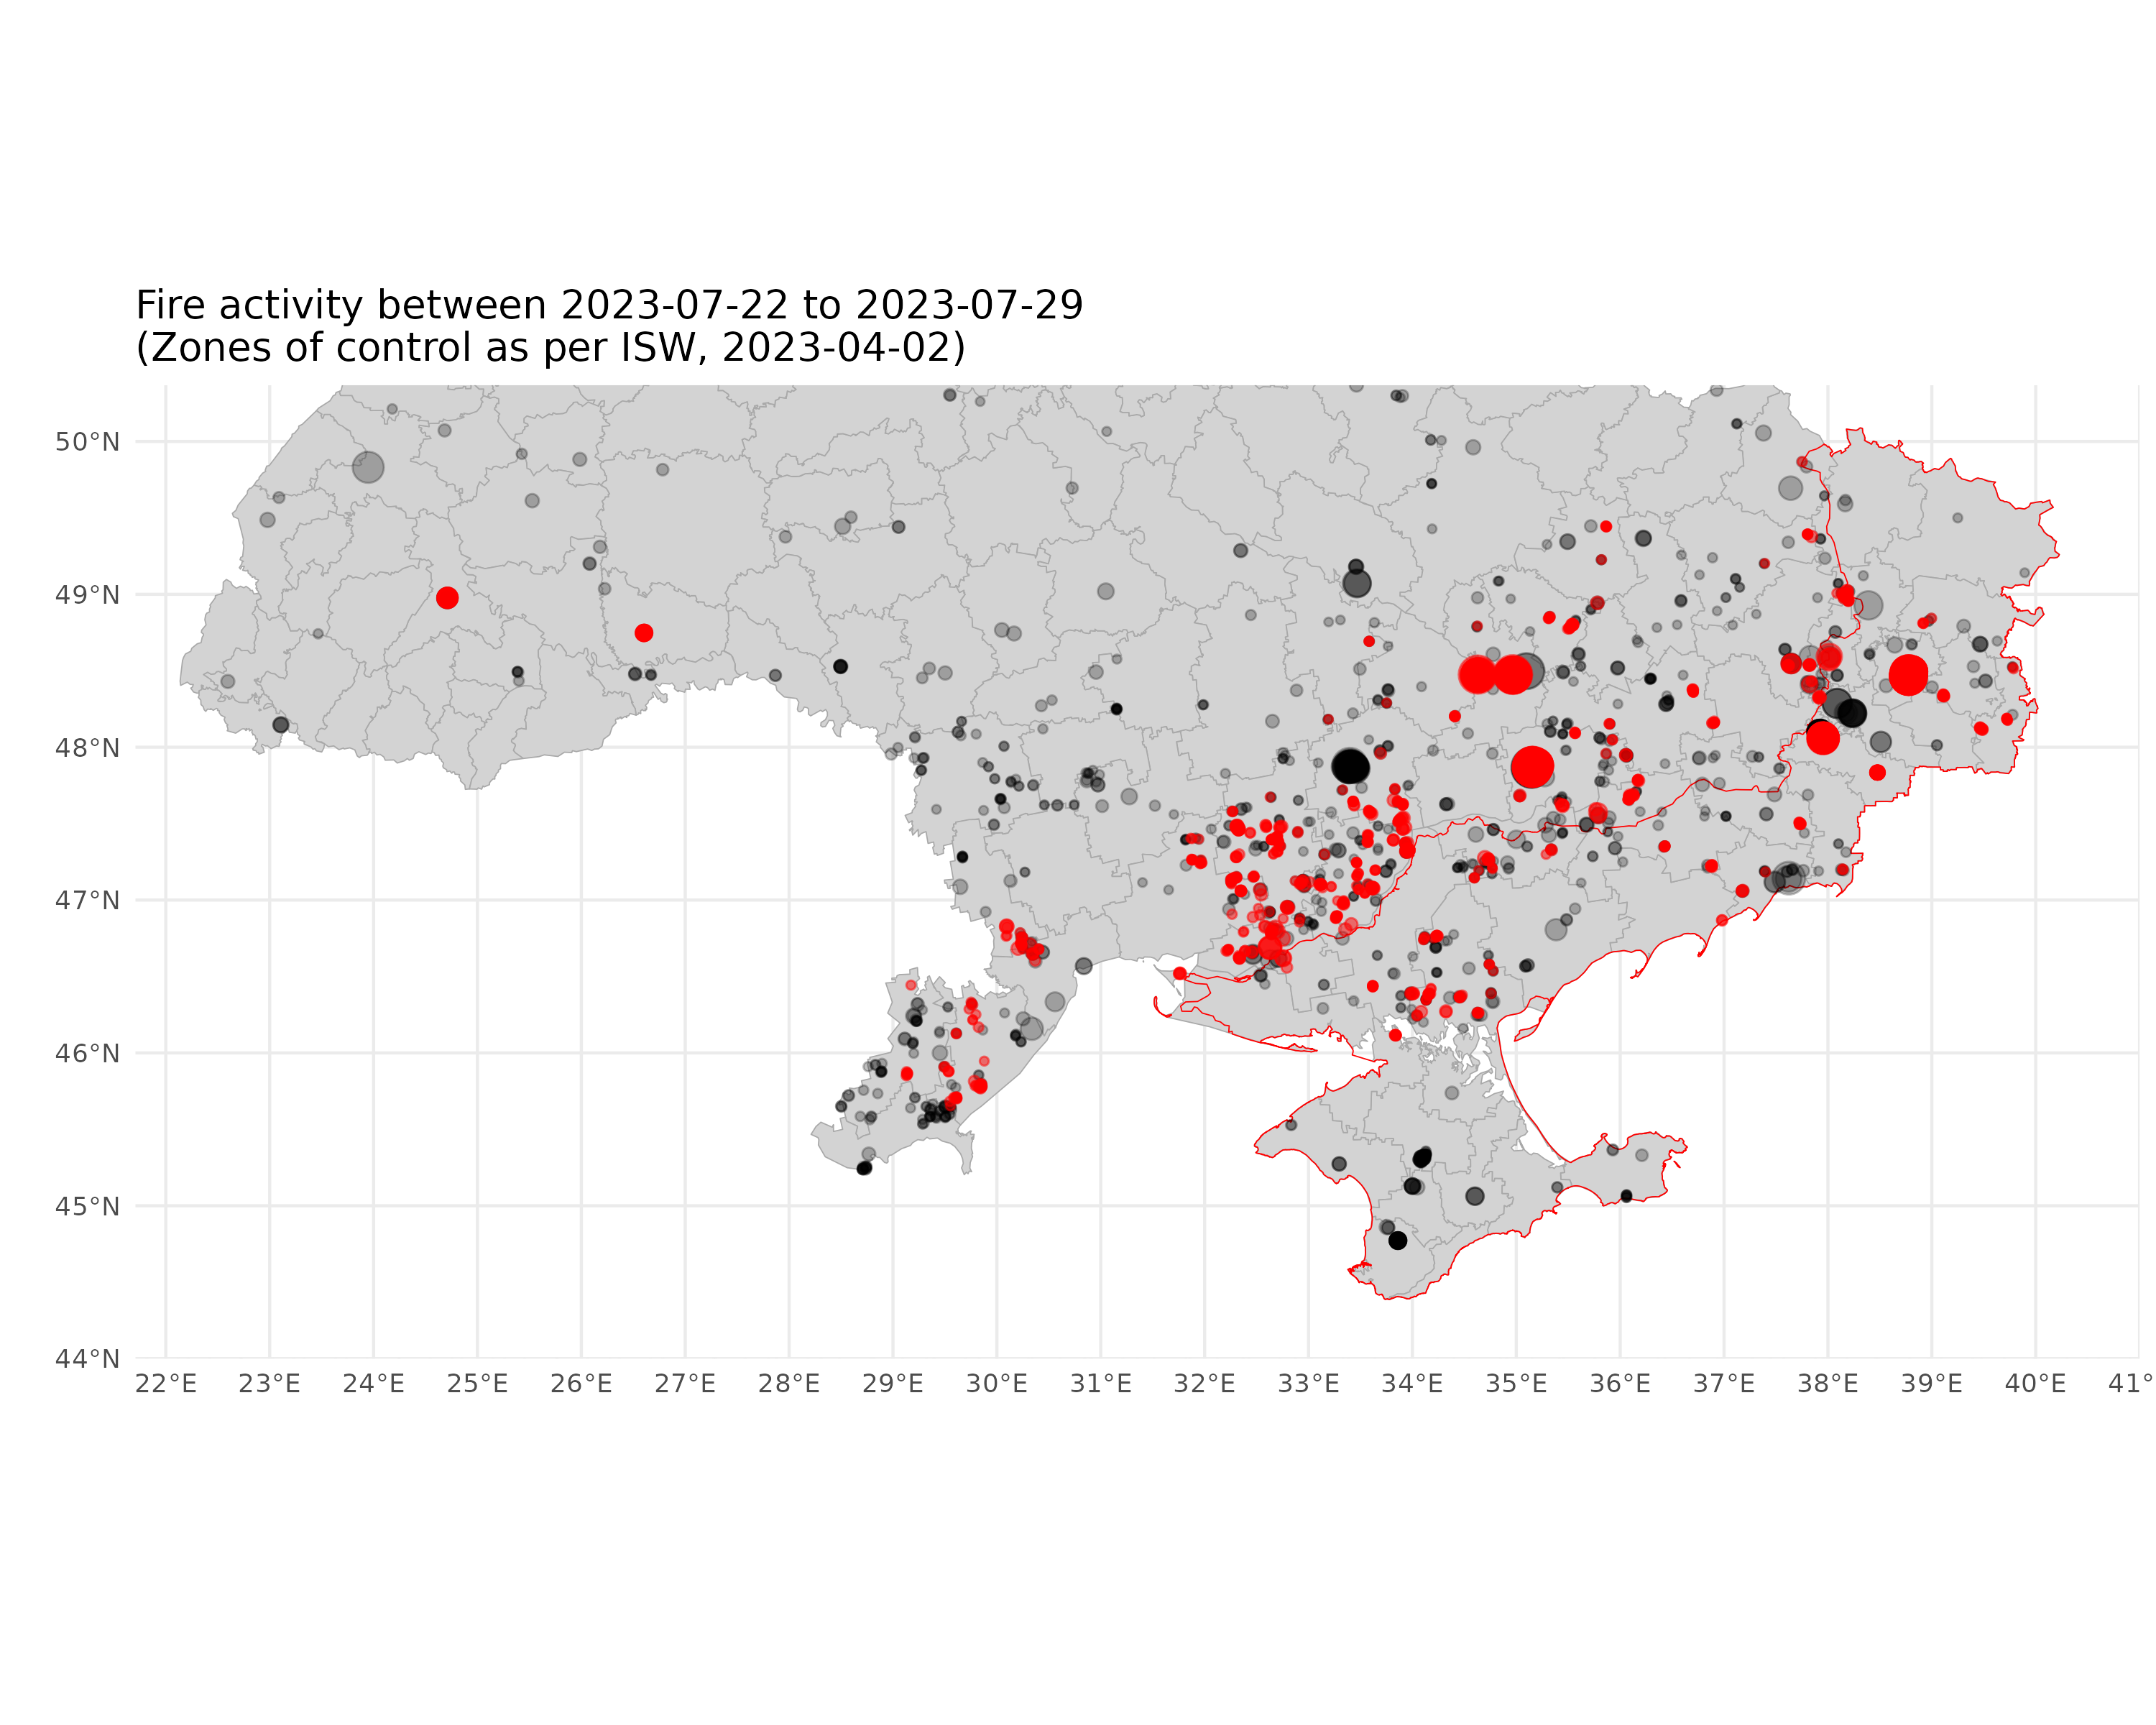 Fire activity between 2023-07-22 to 2023-07-29
(Zones of control as per ISW, 2023-04-02)
50°N
49°N
48°N
47°N
46°N
45°N
44°N
22°E 23°E 24°E 25°E 26°E 27°E 28°E 29°E 30°E 31°E 32°E 33°E 34°E 35°E 36°E 37°E 38°E 39°E 40°E 41°